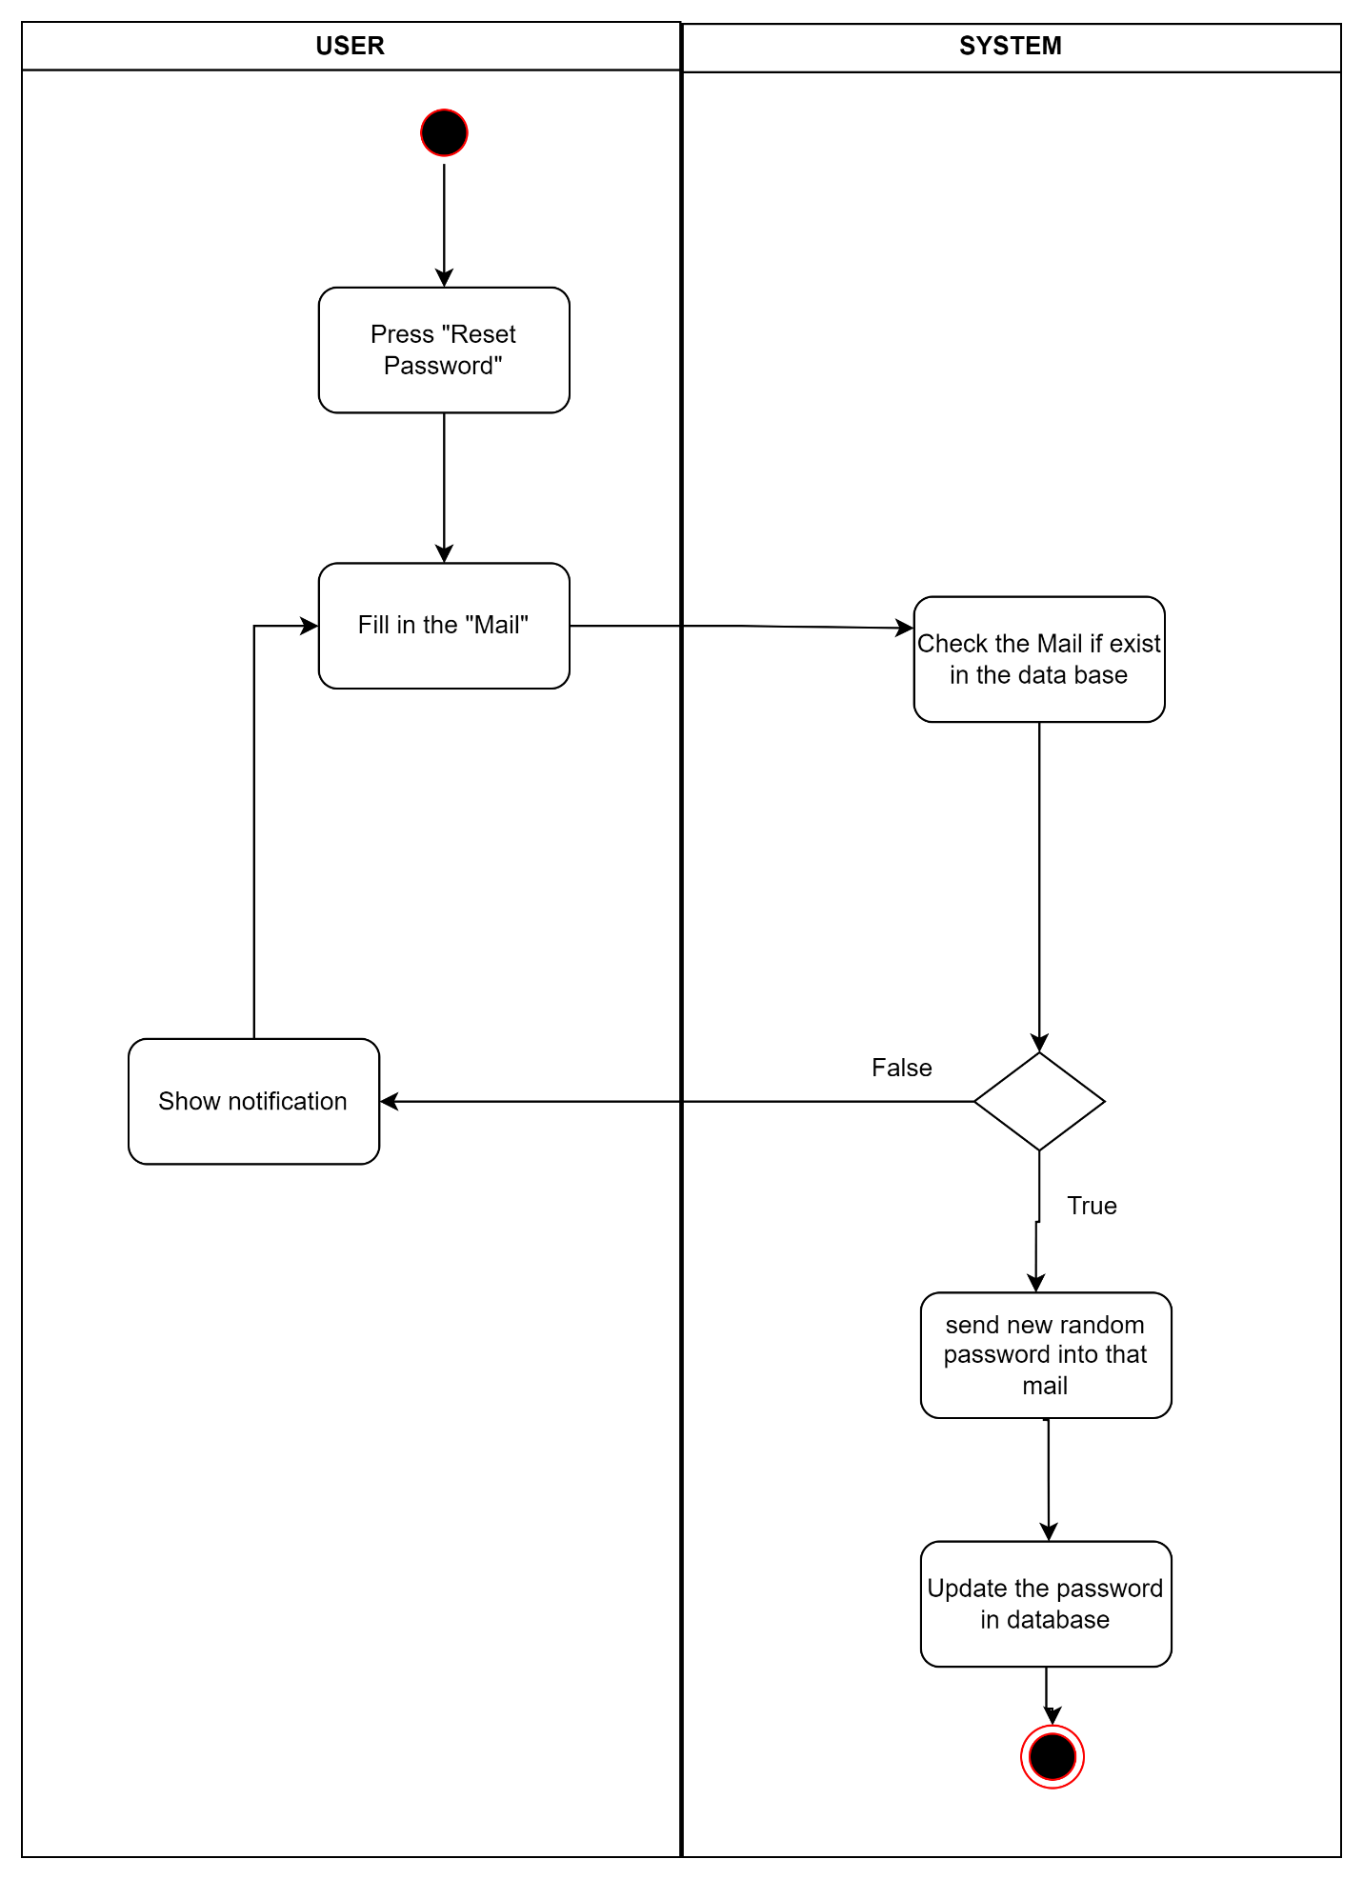 USER
SYSTEM
Press "Reset
Password"
Fill in the "Mail"
Check the Mail if exist
in the data base
False
Show notification
True
send new random
password into that
mail
Update the password
in database